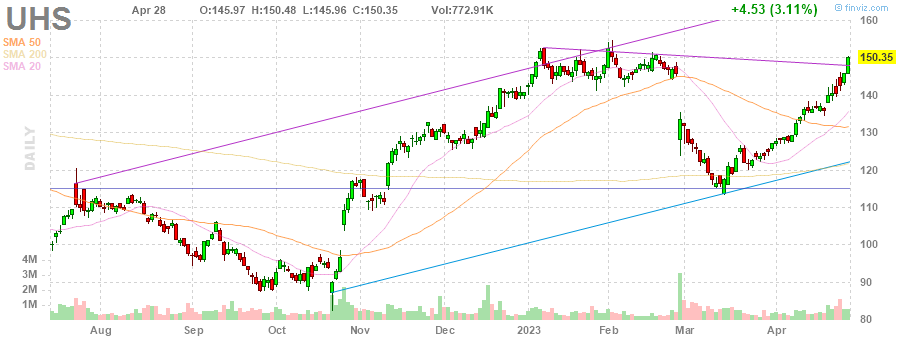 UHS
Apr 28 O:145.97 H:150.48 L:145.96 C:150.35 Vol:772.91K +4.53 (3.11%) © finviz.com
SMA 50
SMA 200
SMA 20
DAILY
160
150.35
140
130
120
110
100
90
80
4M
3M
2M
1M
Aug Sep Oct Nov Dec 2023 Feb Mar Apr